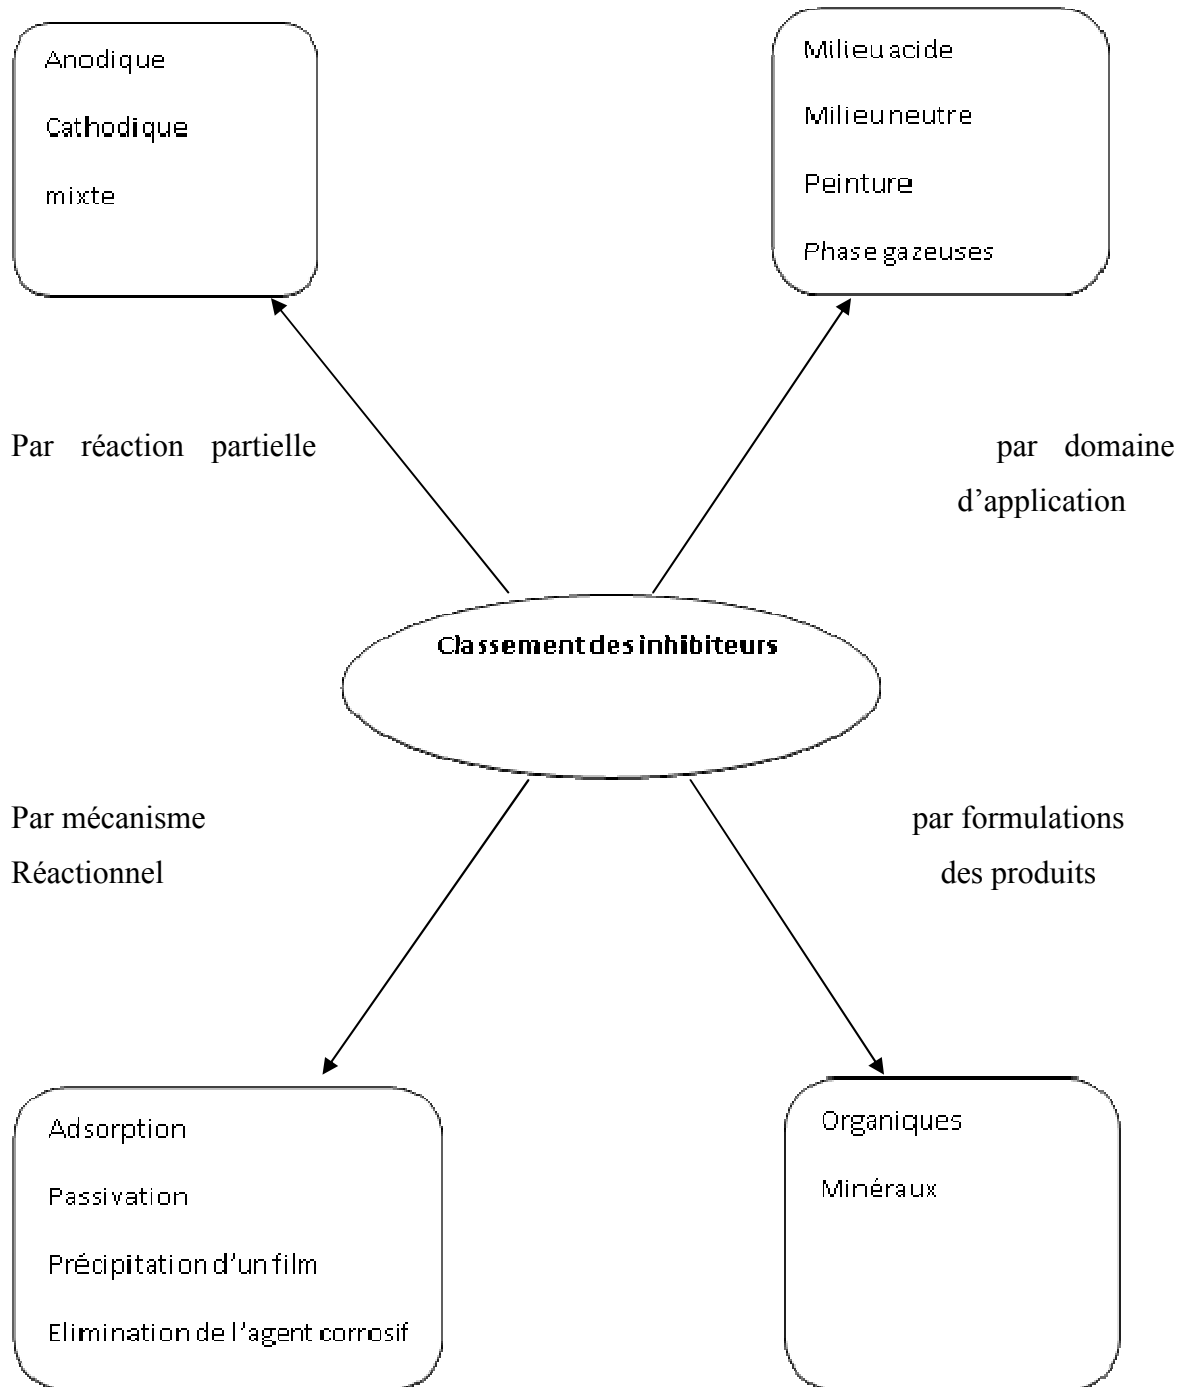 Anodique
Cathodique
mixte
Milieu acide
Milieu neutre
Peinture
Phase gazeuses
Par réaction partielle
par domaine
d’application
Classement des inhibiteurs
Par mécanisme
Réactionnel
par formulations
des produits
Adsorption
Passivation
Précipitation d’un film
Elimination de l’agent corrosif
Organiques
Minéraux